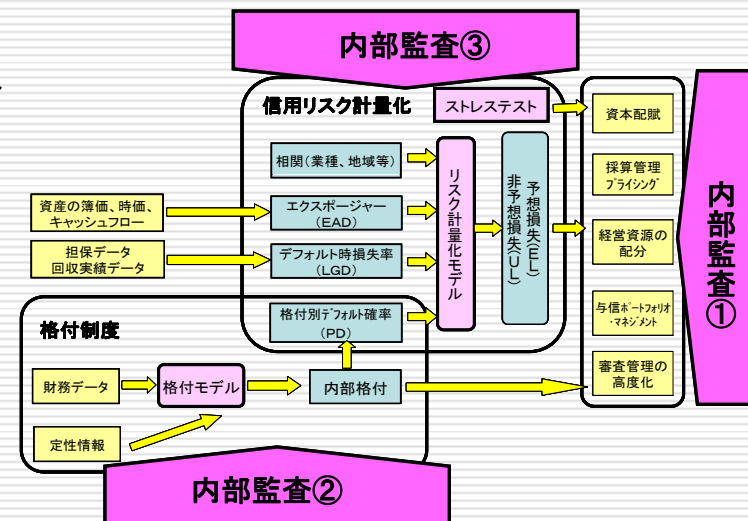 内部監査③
信用リスク計量化
ストレステスト
資本配賦
相関(業種、地域等)
採算管理
プライシング
資産の簿価、時価、
キャッシュフロー
エクスポージャー
(EAD)
リスク計量化モデル
予想損失(EL)
非予想損失(UL)
経営資源の
配分
内部監査①
担保データ
回収実績データ
デフォルト時損失率
(LGD)
格付別デフォルト確率
(PD)
与信ポートフォリオ
・マネジメント
格付制度
財務データ
格付モデル
内部格付
審査管理の
高度化
定性情報
内部監査②